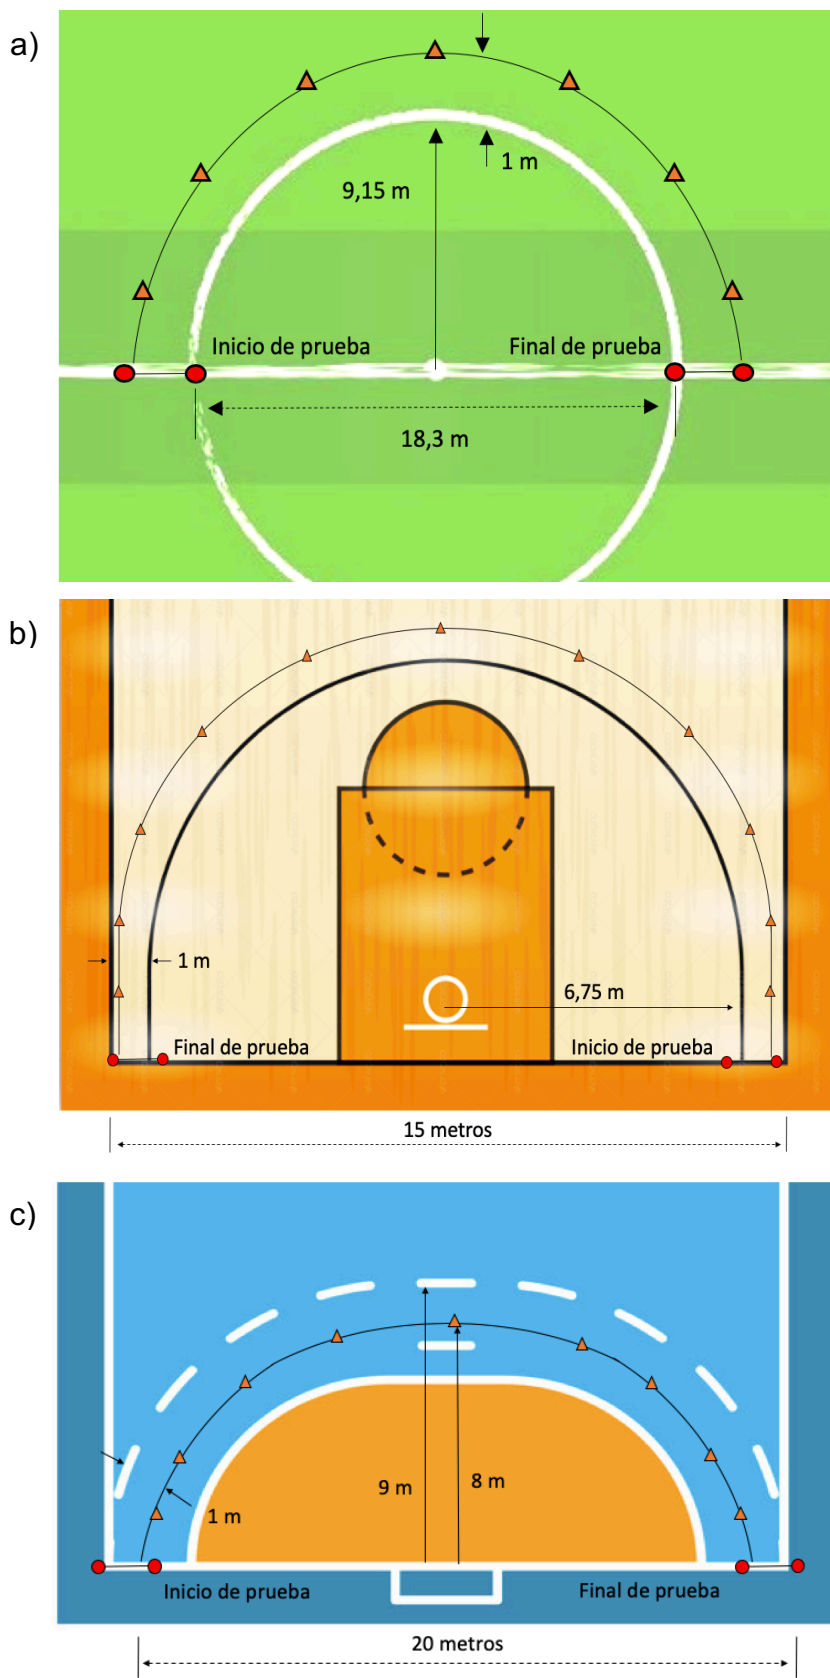 a)
1 m
9,15 m
Inicio de prueba
Final de prueba
18,3 m
b)
1 m
6,75 m
Final de prueba
Inicio de prueba
15 metros
c)
9 m
8 m
1 m
Inicio de prueba
Final de prueba
20 metros